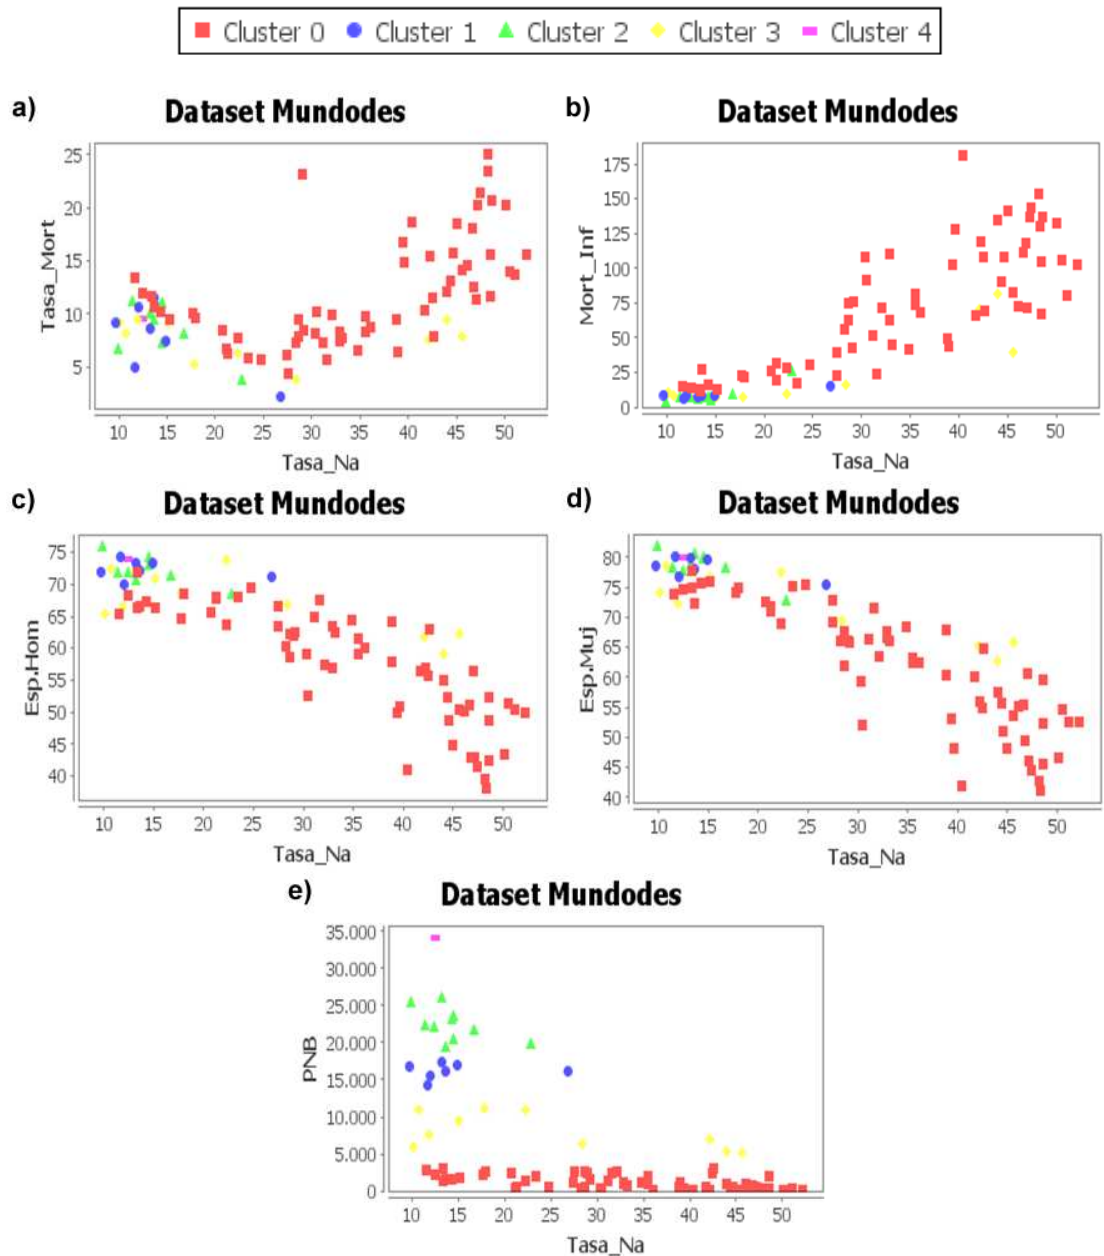 Cluster 0 Cluster 1 Cluster 2 Cluster 3 Cluster 4
a)
Dataset Mundodes
Tasa_Mort
25
20
15
10
5
10 15 20 25 30 35 40 45 50
Tasa_Na
b)
Dataset Mundodes
Mort_Inf
175
150
125
100
75
50
25
0
10 15 20 25 30 35 40 45 50
Tasa_Na
c)
Dataset Mundodes
Esp.Hom
75
70
65
60
55
50
45
40
10 15 20 25 30 35 40 45 50
Tasa_Na
d)
Dataset Mundodes
Esp.Muj
80
75
70
65
60
55
50
45
40
10 15 20 25 30 35 40 45 50
Tasa_Na
e)
Dataset Mundodes
PNB
35.000
30.000
25.000
20.000
15.000
10.000
5.000
0
10 15 20 25 30 35 40 45 50
Tasa_Na